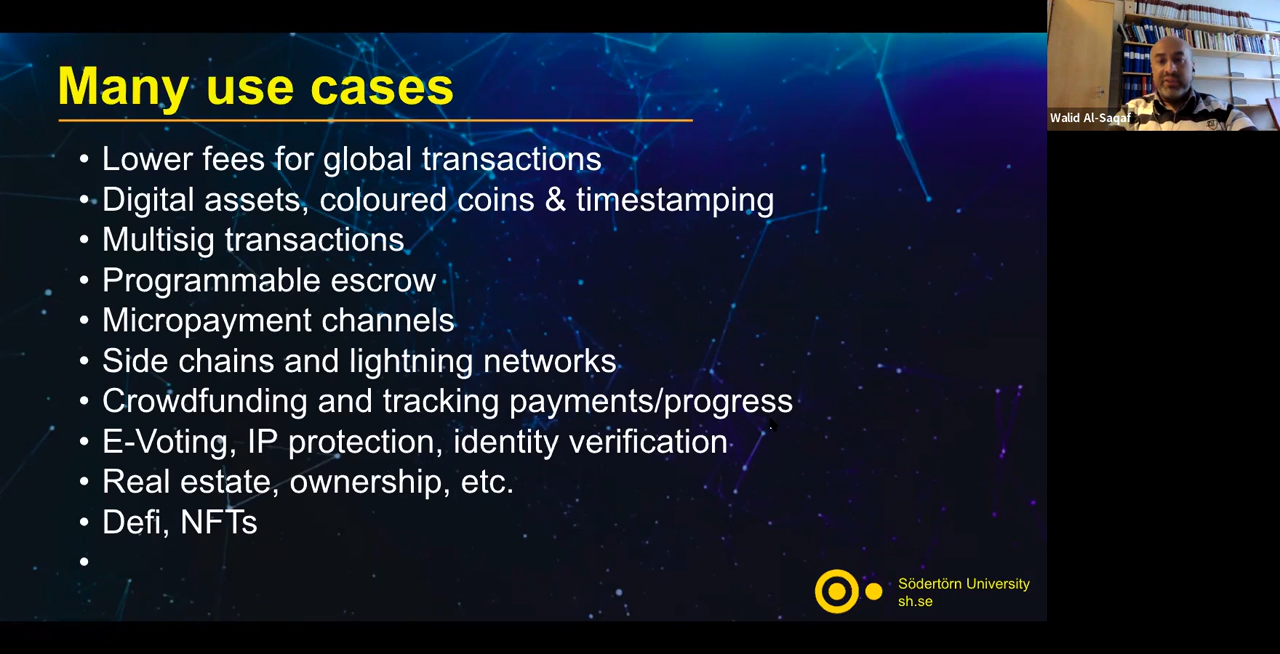 Many use cases
• Lower fees for global transactions
• Digital assets, coloured coins & timestamping
• Multisig transactions
• Programmable escrow
• Micropayment channels
• Side chains and lightning networks
• Crowdfunding and tracking payments/progress
• E-Voting, IP protection, identity verification
• Real estate, ownership, etc.
• Defi, NFTs
•
Södertörn University
sh.se
Walid Al-Saqaf